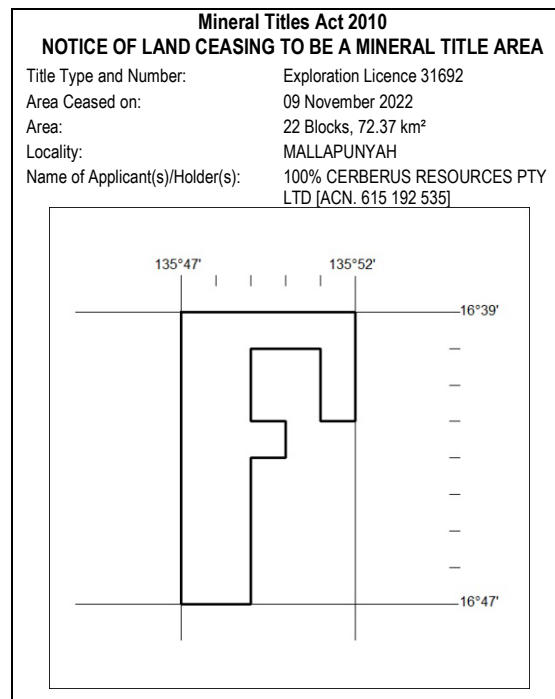 Mineral Titles Act 2010
NOTICE OF LAND CEASING TO BE A MINERAL TITLE AREA
Title Type and Number: Exploration Licence 31692
Area Ceased on: 09 November 2022
Area: 22 Blocks, 72.37 km²
Locality: MALLAPUNYAH
Name of Applicant(s)/Holder(s): 100% CERBERUS RESOURCES PTY
LTD [ACN. 615 192 535]
135°47' 135°52'
16°39'
16°47'